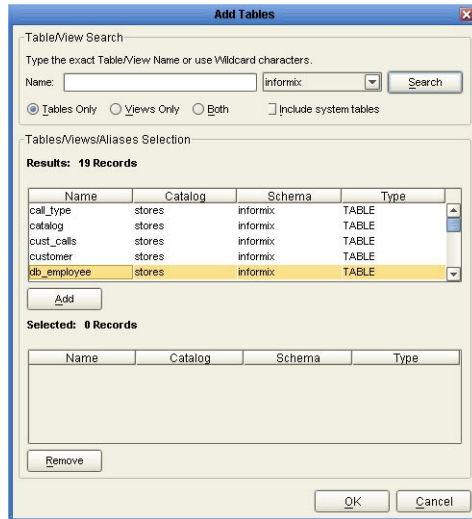 Add Tables
Table/View Search
Type the exact Table/View Name or use Wildcard characters.
Name: informix Search
Tables Only Views Only Both Include system tables
Tables/Views/Aliases Selection
Results: 19 Records
Name Catalog Schema Type
call_type stores informix TABLE
catalog stores informix TABLE
cust_calls stores informix TABLE
customer stores informix TABLE
db_employee stores informix TABLE
Add
Selected: 0 Records
Name Catalog Schema Type
Remove
OK Cancel